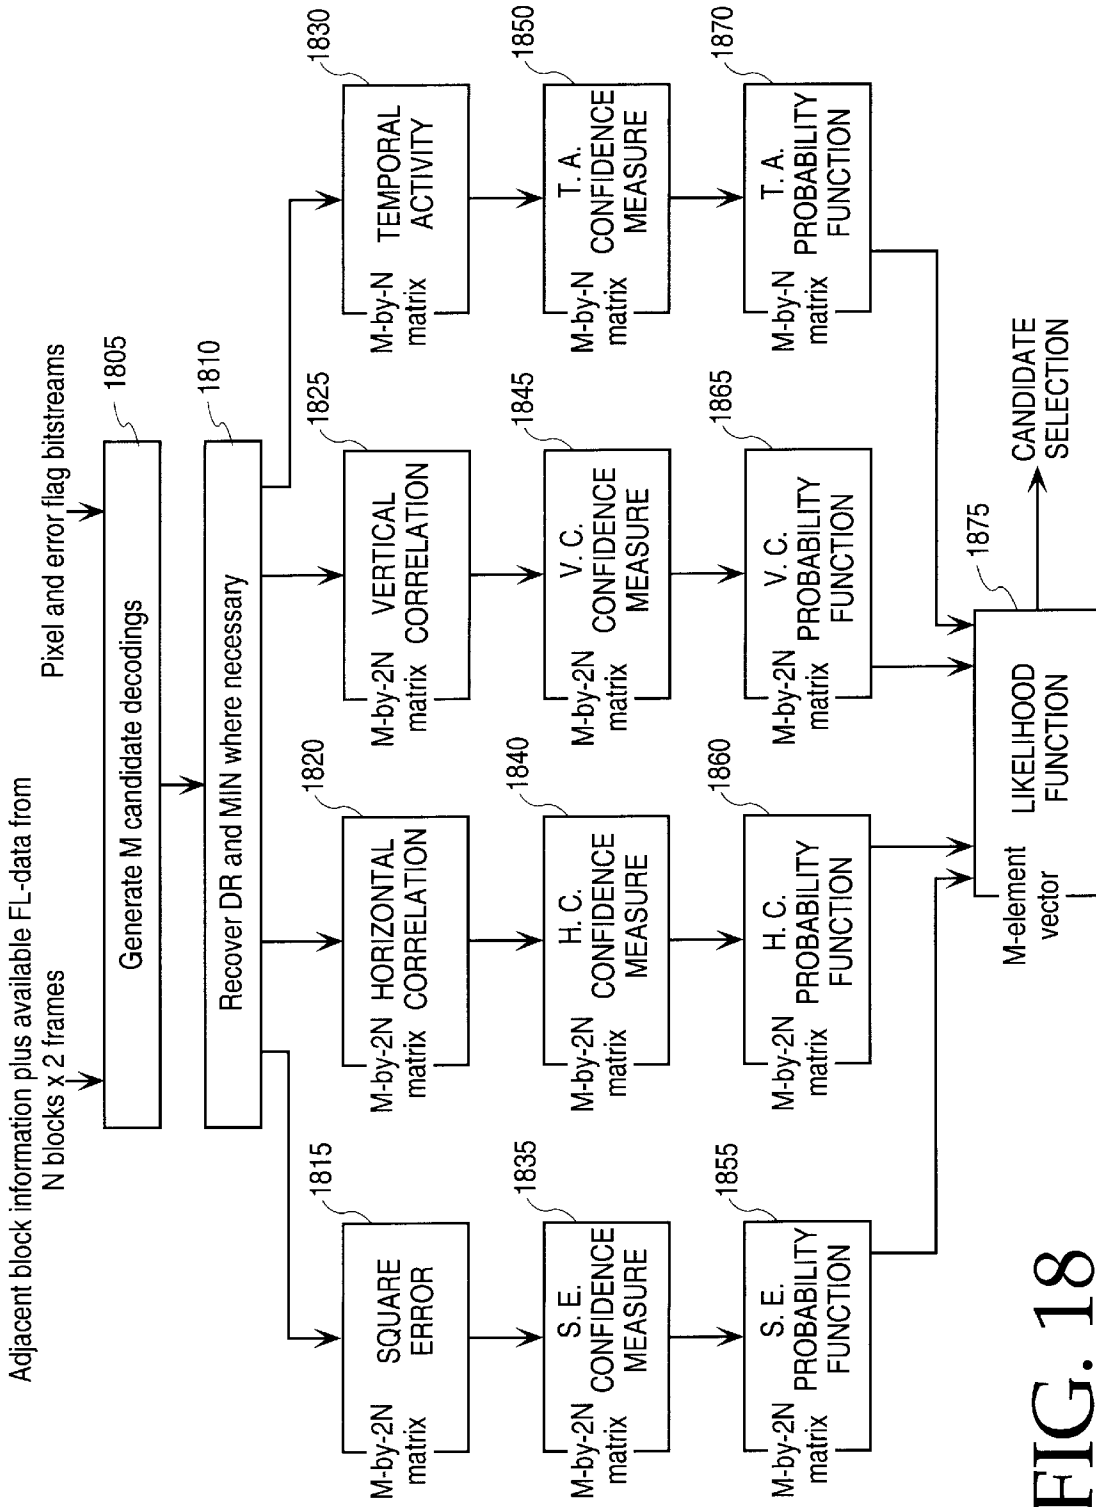 Adjacent block information plus available FL-data from
N blocks x 2 frames
Pixel and error flag bitstreams
1805
Generate M candidate decodings
1810
Recover DR and MIN where necessary
1815
SQUARE
ERROR
M-by-2N
matrix
1820
HORIZONTAL
CORRELATION
M-by-2N
matrix
1825
VERTICAL
CORRELATION
M-by-2N
matrix
1830
TEMPORAL
ACTIVITY
M-by-N
matrix
1835
S. E.
CONFIDENCE
MEASURE
M-by-2N
matrix
1840
H. C.
CONFIDENCE
MEASURE
M-by-2N
matrix
1845
V. C.
CONFIDENCE
MEASURE
M-by-2N
matrix
1850
T. A.
CONFIDENCE
MEASURE
M-by-N
matrix
1855
S. E.
PROBABILITY
FUNCTION
M-by-2N
matrix
1860
H. C.
PROBABILITY
FUNCTION
M-by-2N
matrix
1865
V. C.
PROBABILITY
FUNCTION
M-by-2N
matrix
1870
T. A.
PROBABILITY
FUNCTION
M-by-N
matrix
1875
LIKELIHOOD
FUNCTION
M-element
vector
CANDIDATE
SELECTION
FIG. 18